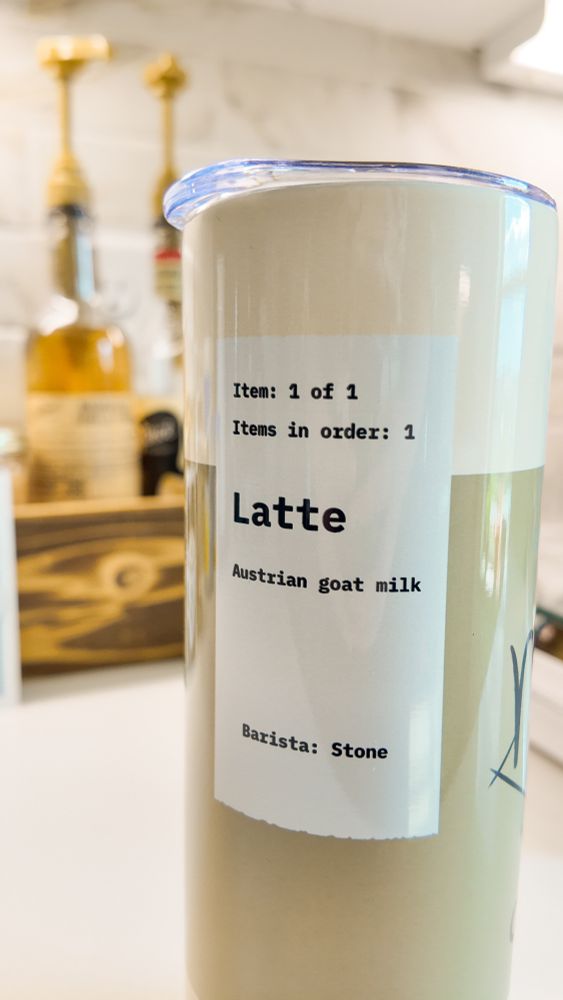 Item: 1 of 1
Items in order: 1
Latte
Austrian goat milk
Barista: Stone